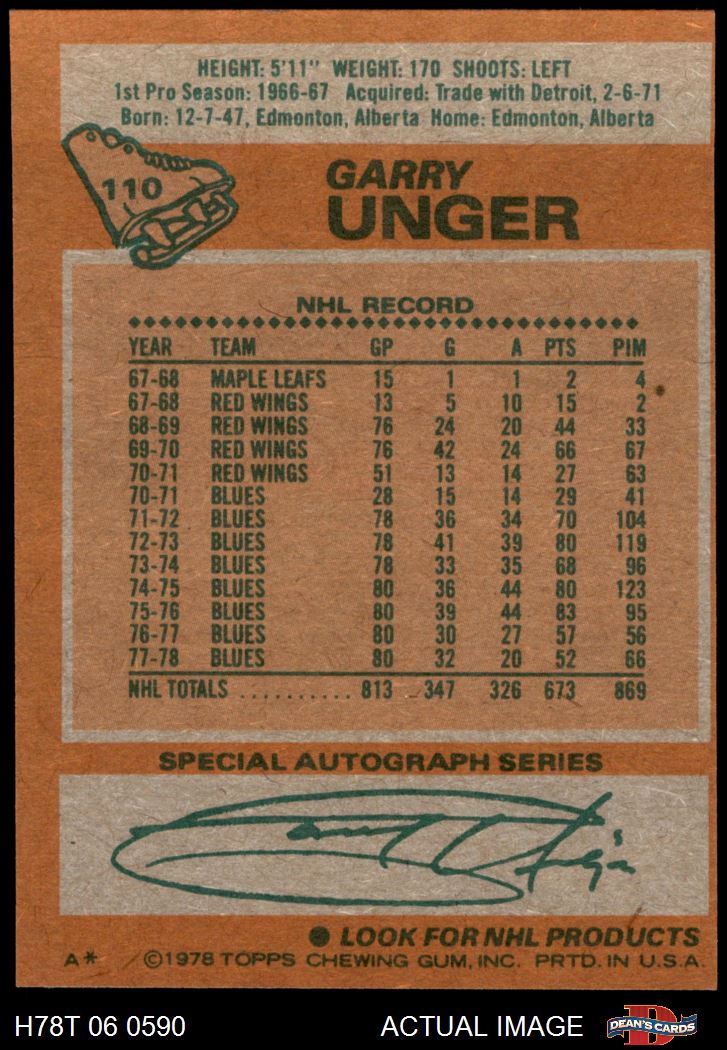 HEIGHT: 5'11" WEIGHT: 170 SHOOTS: LEFT
1st Pro Season: 1966-67 Acquired: Trade with Detroit, 2-6-71
Born: 12-7-47, Edmonton, Alberta Home: Edmonton, Alberta
110
GARRY
UNGER
NHL RECORD
YEAR TEAM GP G A PTS PIM
67-68 MAPLE LEAFS 15 1 1 2 4
67-68 RED WINGS 13 5 10 15 2
68-69 RED WINGS 76 24 20 44 33
69-70 RED WINGS 76 42 24 66 67
70-71 RED WINGS 51 13 14 27 63
70-71 BLUES 28 15 14 29 41
71-72 BLUES 78 36 34 70 104
72-73 BLUES 78 41 39 80 119
73-74 BLUES 78 33 35 68 96
74-75 BLUES 80 36 44 80 123
75-76 BLUES 80 39 44 83 95
76-77 BLUES 80 30 27 57 56
77-78 BLUES 80 32 20 52 66
NHL TOTALS .......... 813 347 326 673 869
SPECIAL AUTOGRAPH SERIES
Garry Unger
● LOOK FOR NHL PRODUCTS
A* ©1978 TOPPS CHEWING GUM, INC. PRTD. IN U.S.A.
H78T 06 0590 ACTUAL IMAGE DEAN'S CARDS